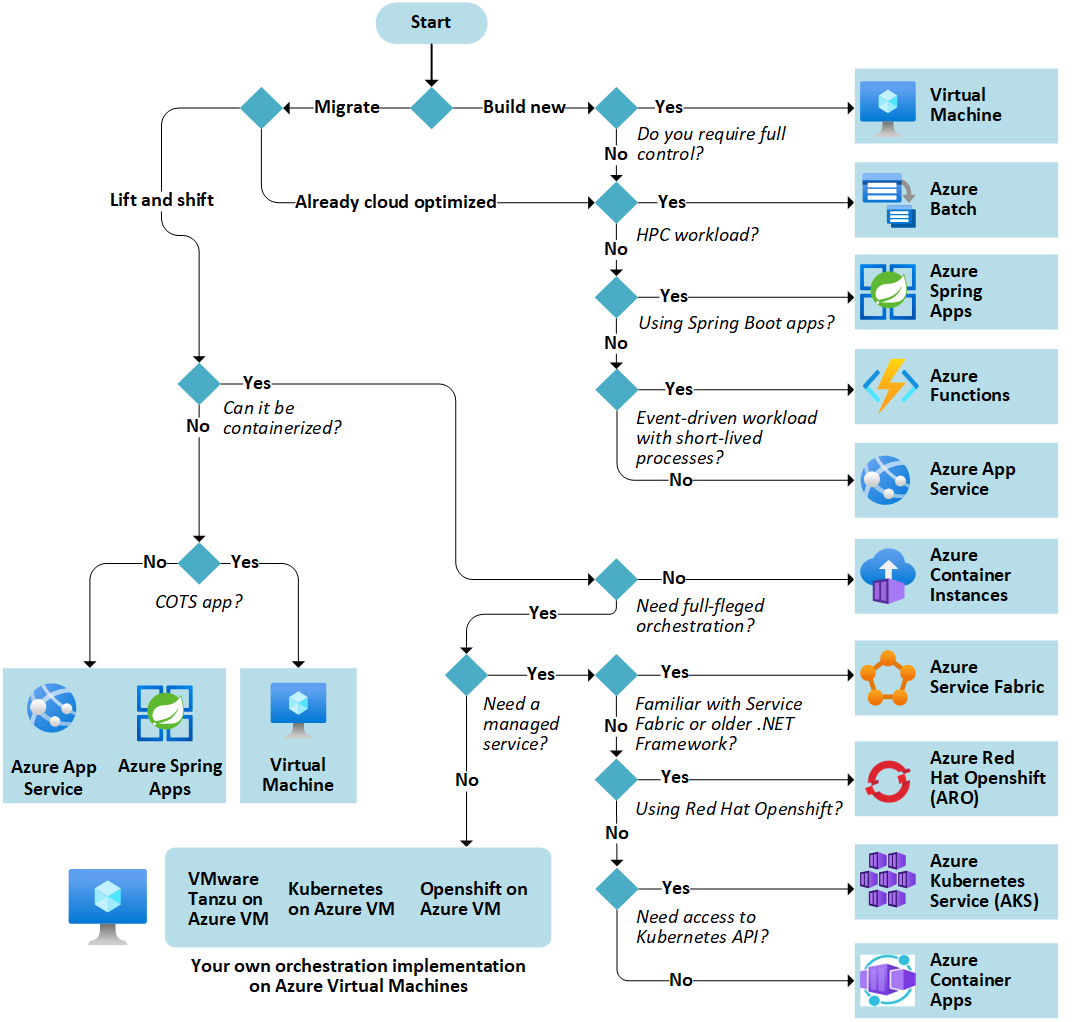 Start
Migrate
Build new
Yes
Do you require full
control?
No
Virtual
Machine
Lift and shift
Already cloud optimized
Yes
HPC workload?
No
Azure
Batch
Yes
Using Spring Boot apps?
No
Azure
Spring
Apps
Yes
Event-driven workload
with short-lived
processes?
No
Azure
Functions
Azure App
Service
Yes
Can it be
containerized?
No
No
Yes
COTS app?
Azure App
Service
Azure Spring
Apps
Virtual
Machine
No
Need full-fleged
orchestration?
Yes
Azure
Container
Instances
Yes
Need a
managed
service?
No
Yes
Familiar with Service
Fabric or older .NET
Framework?
No
Azure
Service Fabric
Yes
Using Red Hat Openshift?
No
Azure Red
Hat Openshift
(ARO)
Yes
Need access to
Kubernetes API?
No
Azure
Kubernetes
Service (AKS)
Azure
Container
Apps
VMware
Tanzu on
Azure VM
Kubernetes
on Azure VM
Openshift on
Azure VM
Your own orchestration implementation
on Azure Virtual Machines